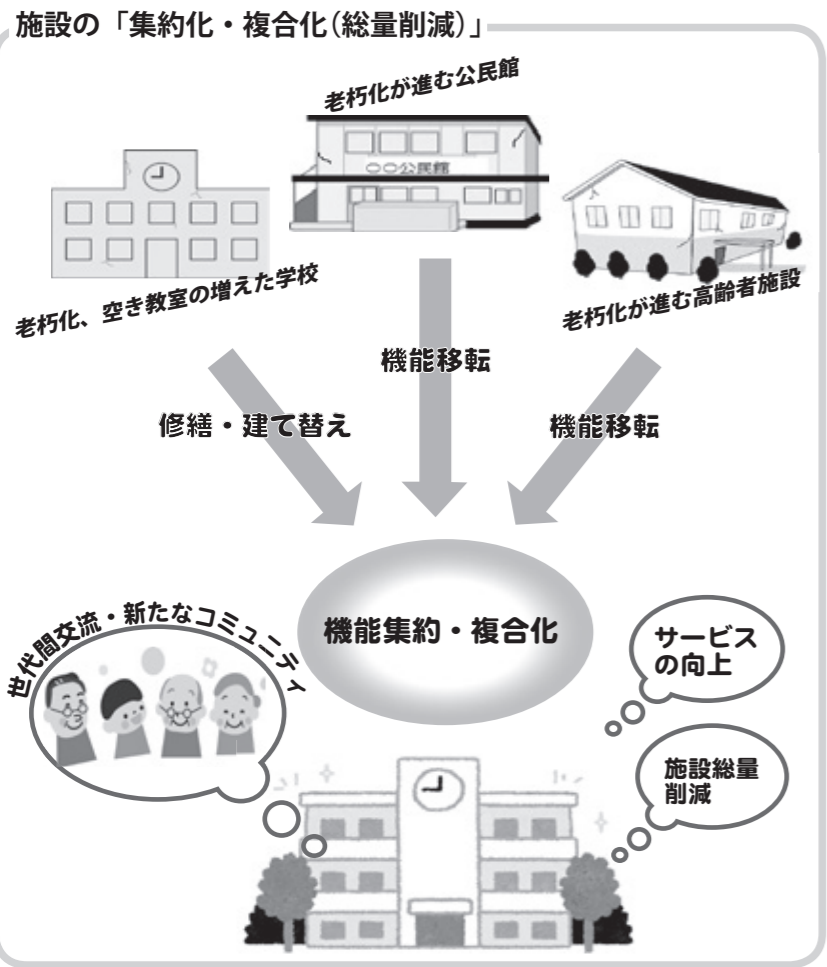 施設の「集約化・複合化(総量削減)」
老朽化が進む公民館
〇〇公民館
老朽化、空き教室の増えた学校
老朽化が進む高齢者施設
機能移転
修繕・建て替え
機能移転
機能集約・複合化
世代間交流・新たなコミュニティ
サービス
の向上
施設総量
削減